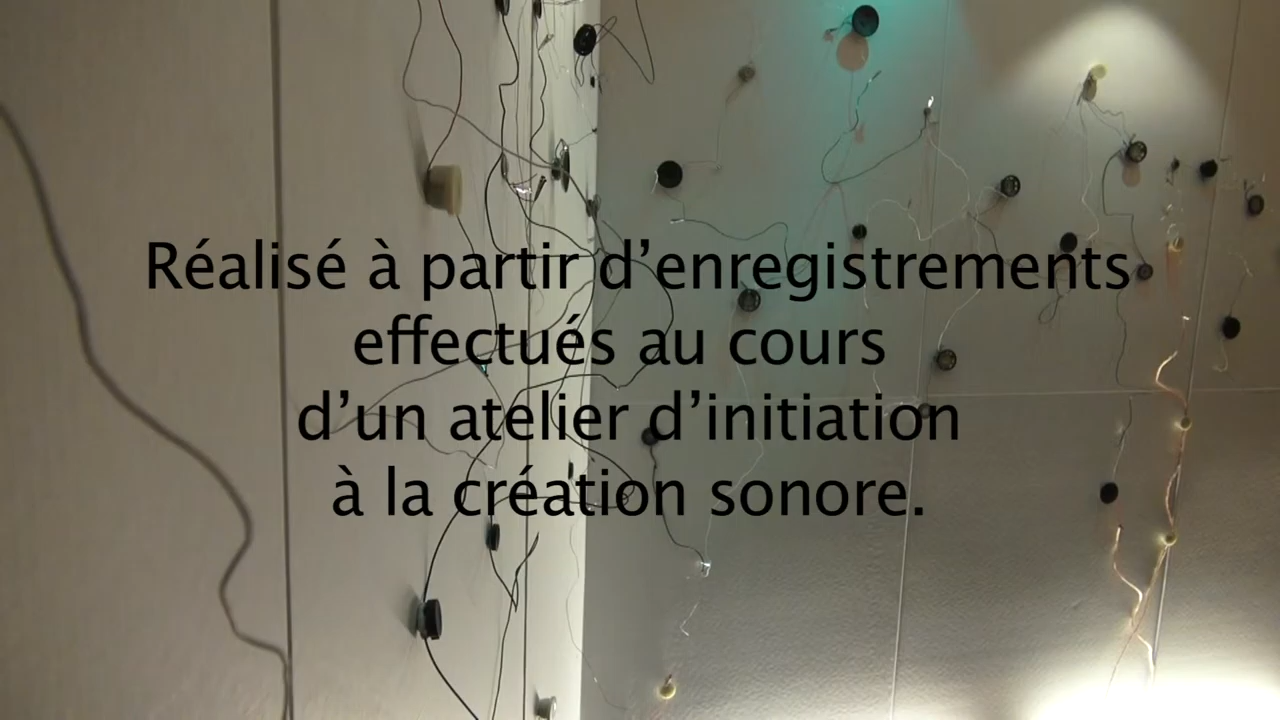 Réalisé à partir d’enregistrements
effectués au cours
d’un atelier d’initiation
à la création sonore.